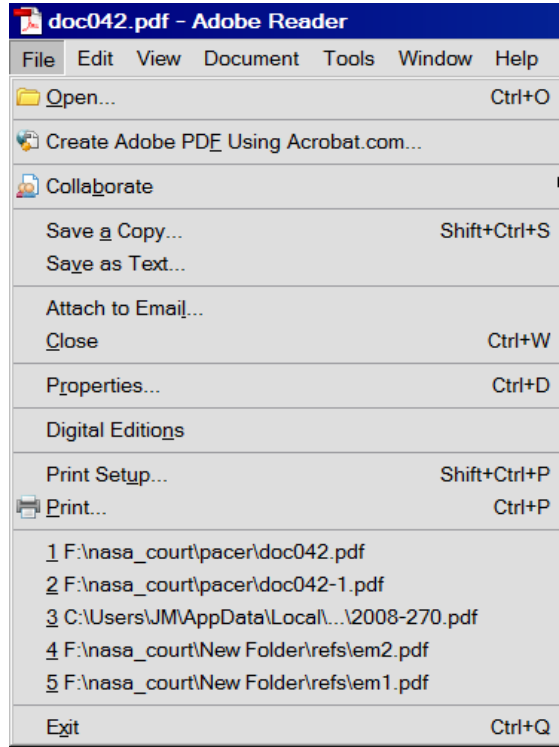 doc042.pdf - Adobe Reader
File Edit View Document Tools Window Help
Open... Ctrl+O
Create Adobe PDF Using Acrobat.com...
Collaborate
Save a Copy... Shift+Ctrl+S
Save as Text...
Attach to Email...
Close Ctrl+W
Properties... Ctrl+D
Digital Editions
Print Setup... Shift+Ctrl+P
Print... Ctrl+P
1 F:\nasa_court\pacer\doc042.pdf
2 F:\nasa_court\pacer\doc042-1.pdf
3 C:\Users\JM\AppData\Local\...\2008-270.pdf
4 F:\nasa_court\New Folder\refs\em2.pdf
5 F:\nasa_court\New Folder\refs\em1.pdf
Exit Ctrl+Q